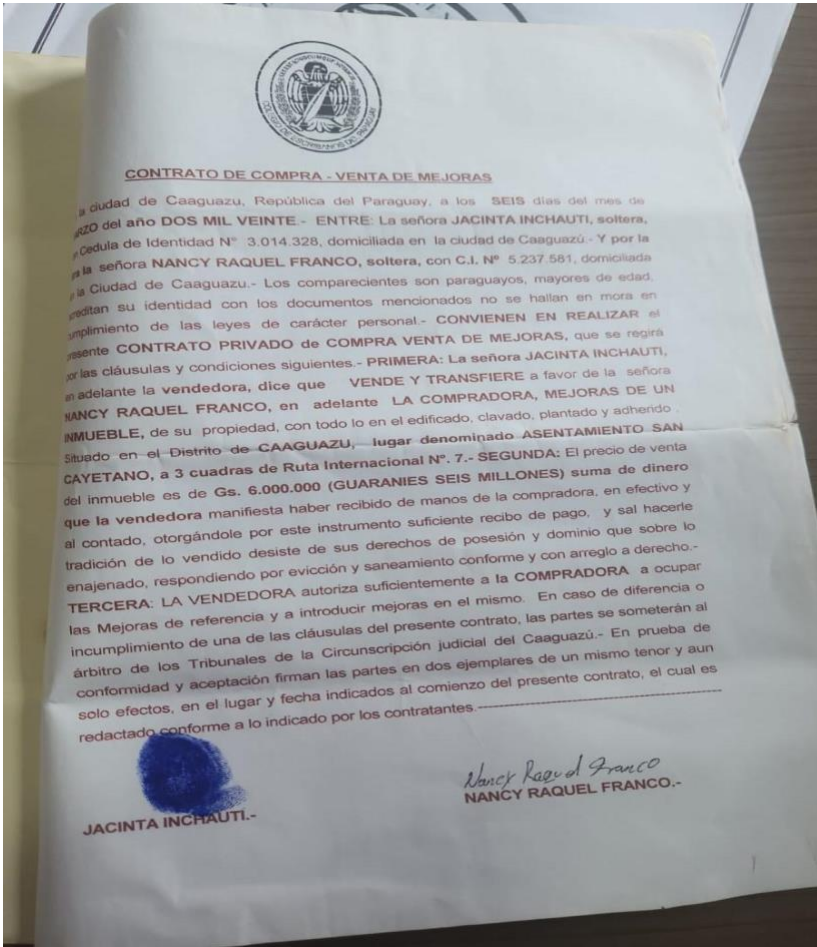 COLEGIO DE ESCRIBANOS DEL PARAGUAY
CONTRATO DE COMPRA - VENTA DE MEJORAS
a ciudad de Caaguazu, República del Paraguay, a los SEIS días del mes de
RZO del año DOS MIL VEINTE.- ENTRE: La señora JACINTA INCHAUTI, soltera,
n Cedula de Identidad N° 3.014.328, domiciliada en la ciudad de Caaguazú.- Y por la
ra la señora NANCY RAQUEL FRANCO, soltera, con C.I. Nº 5.237.581, domiciliada
la Ciudad de Caaguazu.- Los comparecientes son paraguayos, mayores de edad,
reditan su identidad con los documentos mencionados no se hallan en mora en
umplimiento de las leyes de carácter personal.- CONVIENEN EN REALIZAR el
resente CONTRATO PRIVADO de COMPRA VENTA DE MEJORAS, que se regirá
or las cláusulas y condiciones siguientes.- PRIMERA: La señora JACINTA INCHAUTI,
n adelante la vendedora, dice que VENDE Y TRANSFIERE a favor de la señora
NANCY RAQUEL FRANCO, en adelante LA COMPRADORA, MEJORAS DE UN
INMUEBLE, de su propiedad, con todo lo en el edificado, clavado, plantado y adherido.
Situado en el Distrito de CAAGUAZU, lugar denominado ASENTAMIENTO SAN
CAYETANO, a 3 cuadras de Ruta Internacional Nº. 7.- SEGUNDA: El precio de venta
del inmueble es de Gs. 6.000.000 (GUARANIES SEIS MILLONES) suma de dinero
que la vendedora manifiesta haber recibido de manos de la compradora, en efectivo y
al contado, otorgándole por este instrumento suficiente recibo de pago, y sal hacerle
tradición de lo vendido desiste de sus derechos de posesión y dominio que sobre lo
enajenado, respondiendo por evicción y saneamiento conforme y con arreglo a derecho.-
TERCERA: LA VENDEDORA autoriza suficientemente a la COMPRADORA a ocupar
las Mejoras de referencia y a introducir mejoras en el mismo. En caso de diferencia o
incumplimiento de una de las cláusulas del presente contrato, las partes se someterán al
árbitro de los Tribunales de la Circunscripción judicial del Caaguazú.- En prueba de
conformidad y aceptación firman las partes en dos ejemplares de un mismo tenor y aun
solo efectos, en el lugar y fecha indicados al comienzo del presente contrato, el cual es
redactado conforme a lo indicado por los contratantes.-----------------------------------------
Nancy Raquel Franco
JACINTA INCHAUTI.-
NANCY RAQUEL FRANCO.-